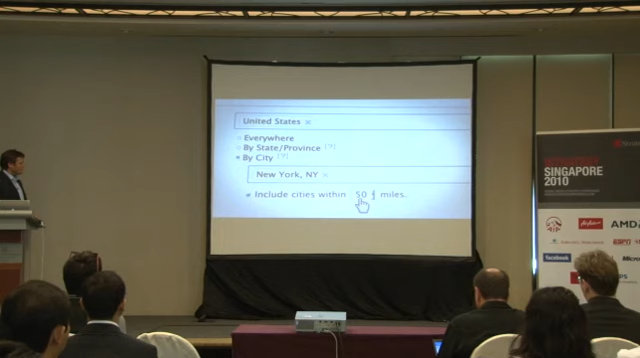 United States ×
Everywhere
By State/Province [?]
By City [?]
New York, NY ×
Include cities within 50 miles.
SINGAPORE
2010
AMD
ESPN
facebook